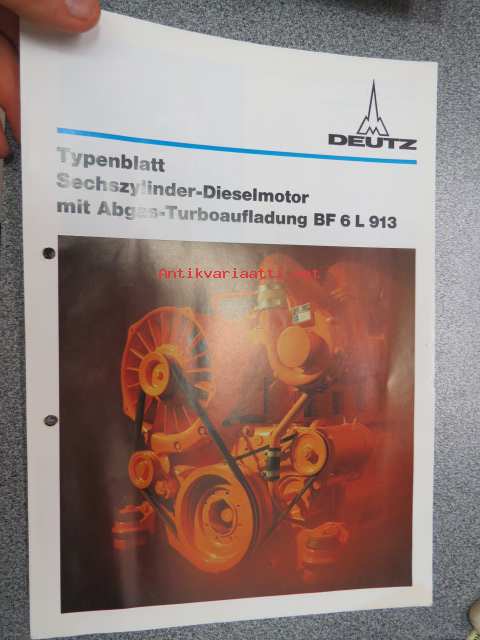 DEUTZ
Typenblatt
Sechszylinder-Dieselmotor
mit Abgas-Turboaufladung BF 6 L 913
Antikvariaatti.net